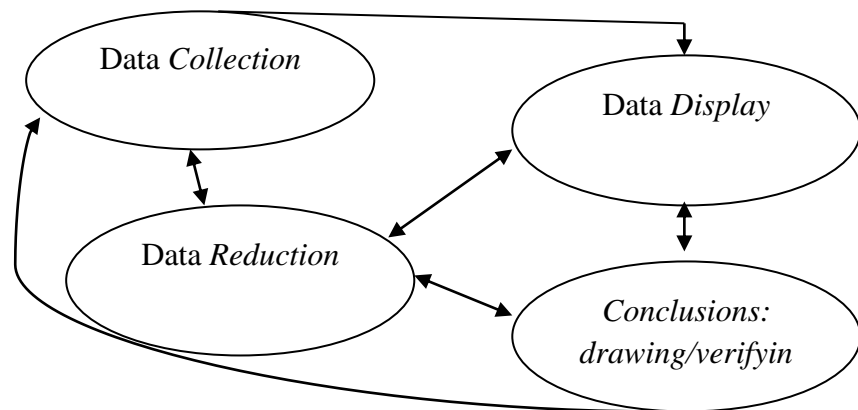 Data Collection
Data Display
Data Reduction
Conclusions:
drawing/verifyin